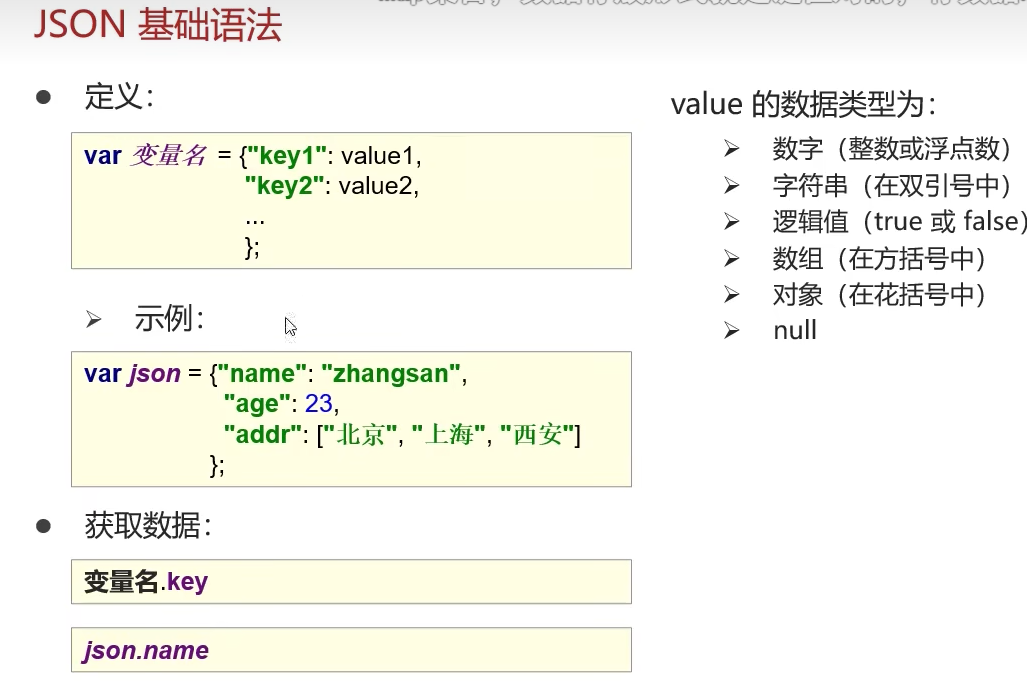 JSON 基础语法
定义：
var 变量名 = {"key1": value1,
"key2": value2,
...
};
示例：
var json = {"name": "zhangsan",
"age": 23,
"addr": ["北京", "上海", "西安"]
};
获取数据：
变量名.key
json.name
value 的数据类型为：
数字（整数或浮点数）
字符串（在双引号中）
逻辑值（true 或 false）
数组（在方括号中）
对象（在花括号中）
null